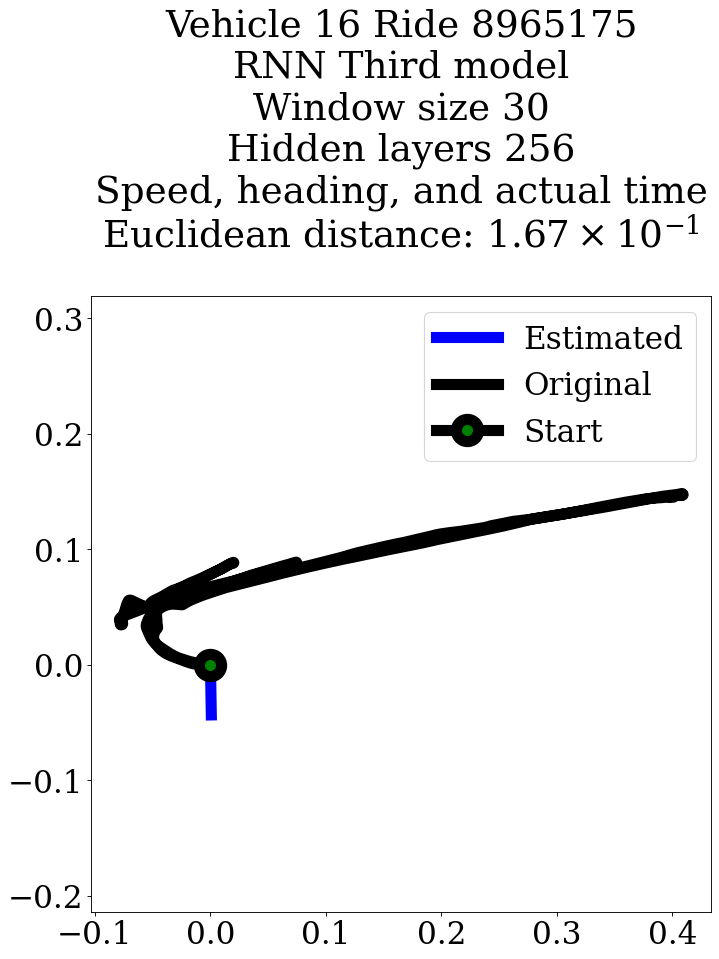 Vehicle 16 Ride 8965175
RNN Third model
Window size 30
Hidden layers 256
Speed, heading, and actual time
Euclidean distance: 1.67 × 10⁻¹
Estimated
Original
Start
0.3
0.2
0.1
0.0
−0.1
−0.2
−0.1
0.0
0.1
0.2
0.3
0.4